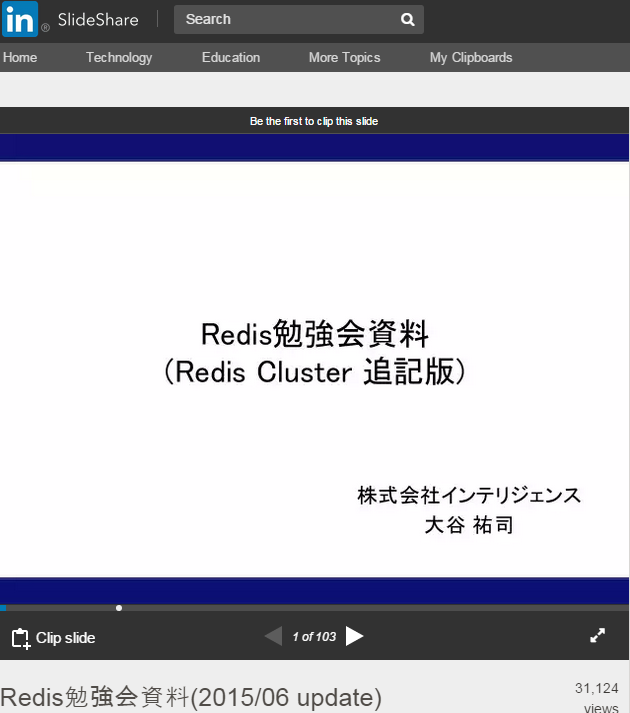 in® SlideShare Search
Home Technology Education More Topics My Clipboards
Be the first to clip this slide
Redis勉強会資料
(Redis Cluster 追記版)
株式会社インテリジェンス
大谷 祐司
Clip slide 1 of 103
Redis勉強会資料(2015/06 update)
31,124
views